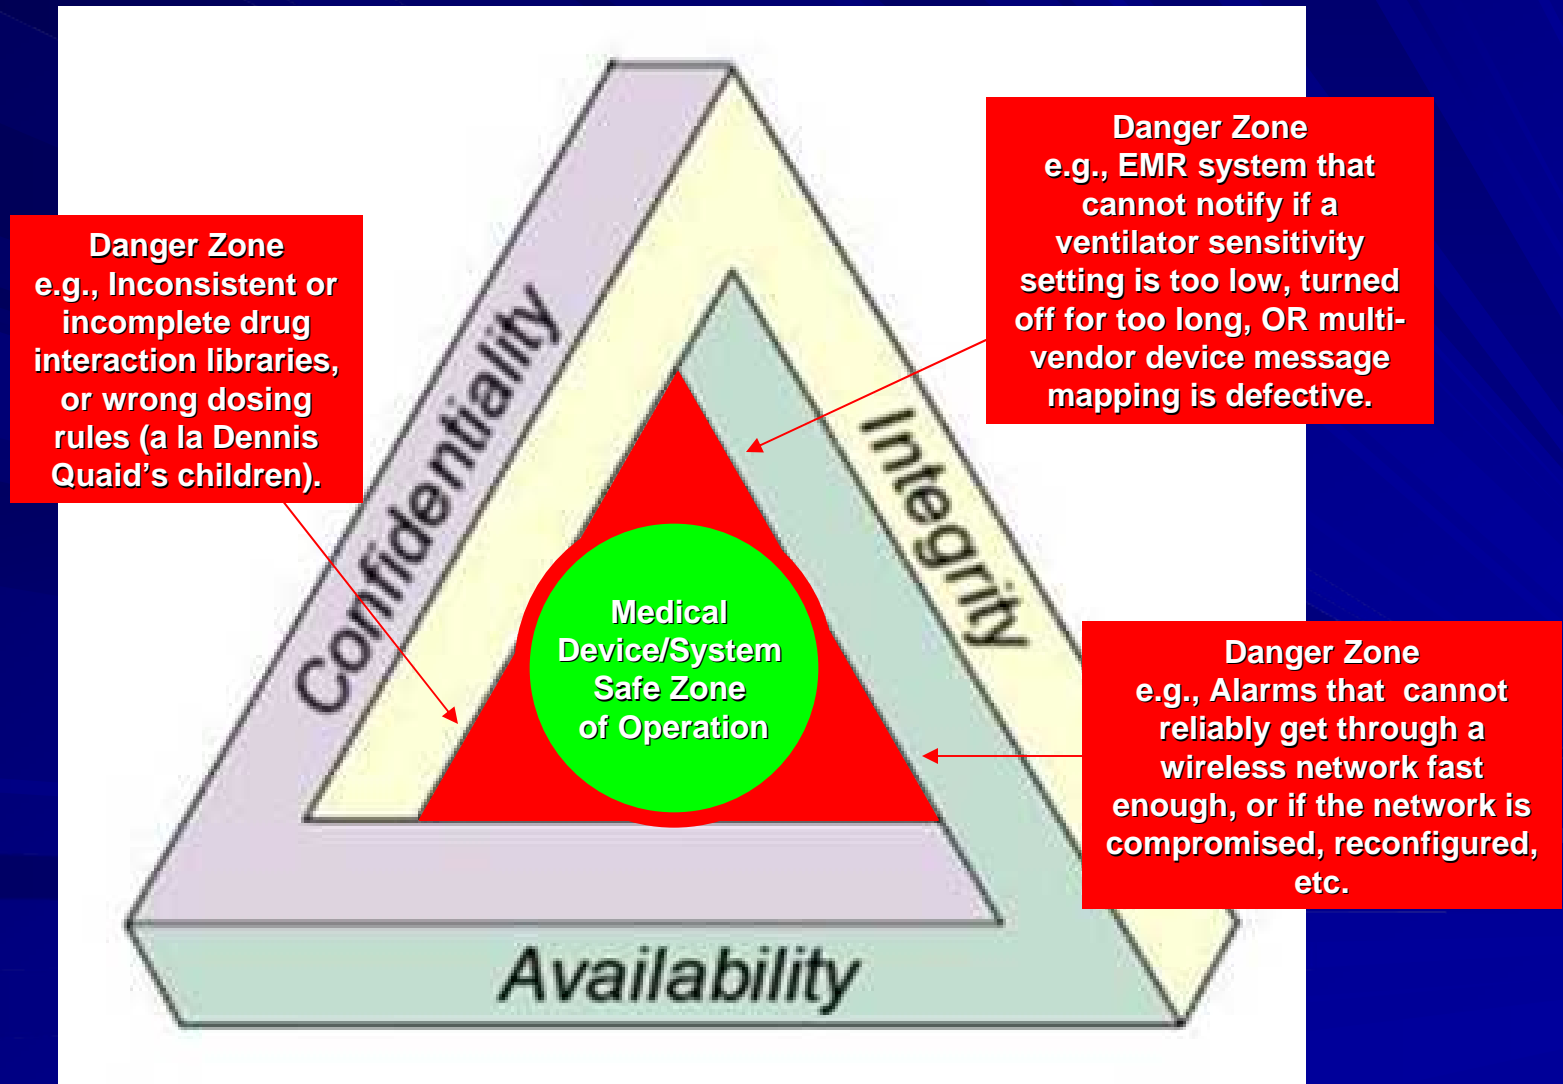 Danger Zone
e.g., Inconsistent or
incomplete drug
interaction libraries,
or wrong dosing
rules (a la Dennis
Quaid's children).
Danger Zone
e.g., EMR system that
cannot notify if a
ventilator sensitivity
setting is too low, turned
off for too long, OR multi-
vendor device message
mapping is defective.
Confidentiality
Integrity
Medical
Device/System
Safe Zone
of Operation
Danger Zone
e.g., Alarms that  cannot
reliably get through a
wireless network fast
enough, or if the network is
compromised, reconfigured,
etc.
Availability